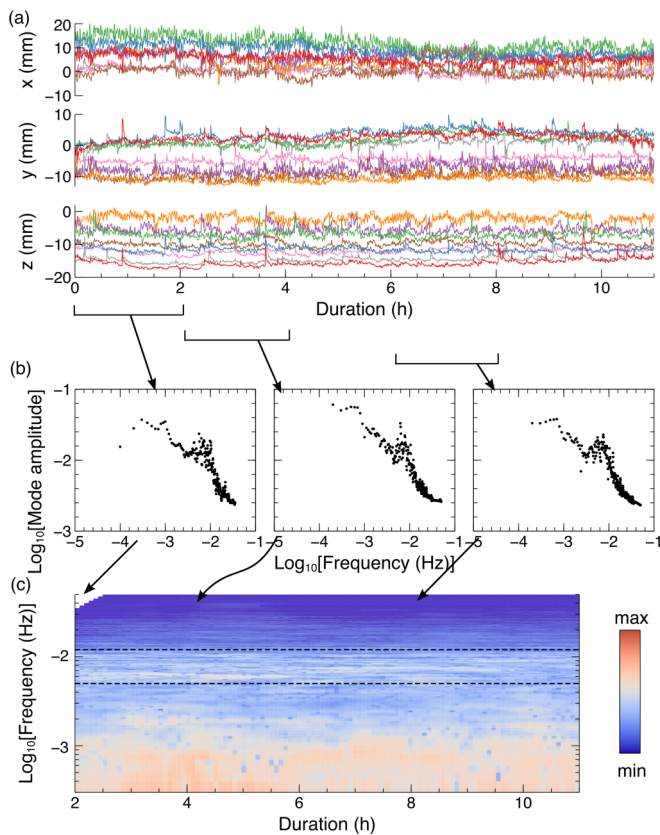 (a)
20
10
0
−10
x (mm)
10
0
−10
y (mm)
0
−10
−20
z (mm)
0 2 4 6 8 10
Duration (h)
(b)
−1
−2
−3
Log₁₀[Mode amplitude]
−5 −4 −3 −2 −1 −5 −4 −3 −2 −1 −5 −4 −3 −2 −1
Log₁₀[Frequency (Hz)]
(c)
−2
−3
Log₁₀[Frequency (Hz)]
2 4 6 8 10
Duration (h)
max
min